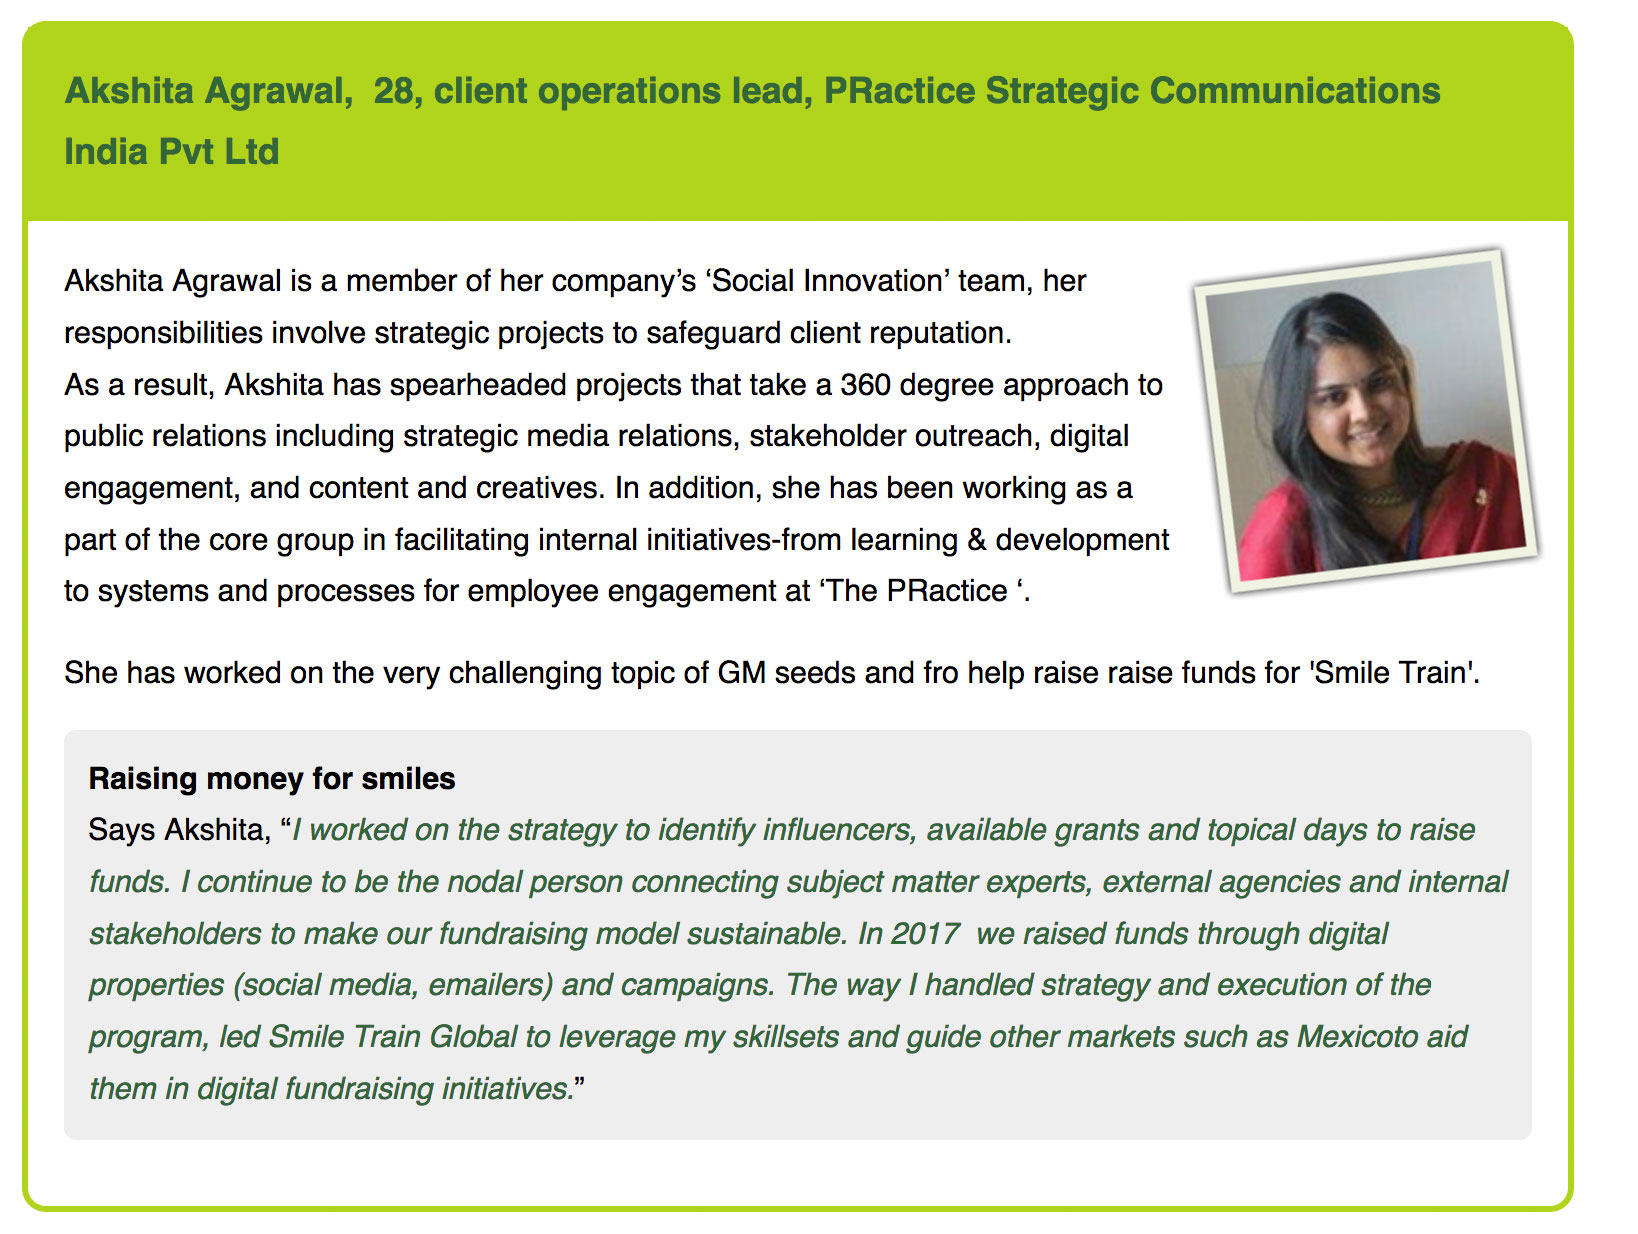 Akshita Agrawal,  28, client operations lead, PRactice Strategic Communications
India Pvt Ltd
Akshita Agrawal is a member of her company’s ‘Social Innovation’ team, her
responsibilities involve strategic projects to safeguard client reputation.
As a result, Akshita has spearheaded projects that take a 360 degree approach to
public relations including strategic media relations, stakeholder outreach, digital
engagement, and content and creatives. In addition, she has been working as a
part of the core group in facilitating internal initiatives-from learning & development
to systems and processes for employee engagement at ‘The PRactice ‘.
She has worked on the very challenging topic of GM seeds and fro help raise raise funds for 'Smile Train'.
Raising money for smiles
Says Akshita, “I worked on the strategy to identify influencers, available grants and topical days to raise
funds. I continue to be the nodal person connecting subject matter experts, external agencies and internal
stakeholders to make our fundraising model sustainable. In 2017  we raised funds through digital
properties (social media, emailers) and campaigns. The way I handled strategy and execution of the
program, led Smile Train Global to leverage my skillsets and guide other markets such as Mexicoto aid
them in digital fundraising initiatives.”